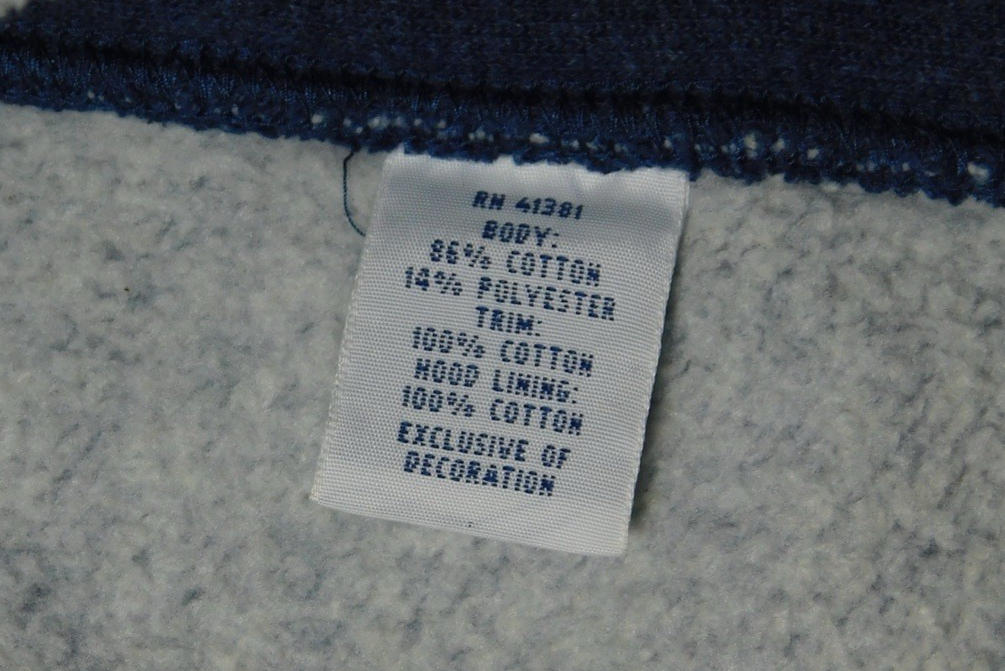 RN 41381
BODY:
86% COTTON
14% POLYESTER
TRIM:
100% COTTON
HOOD LINING:
100% COTTON
EXCLUSIVE OF
DECORATION